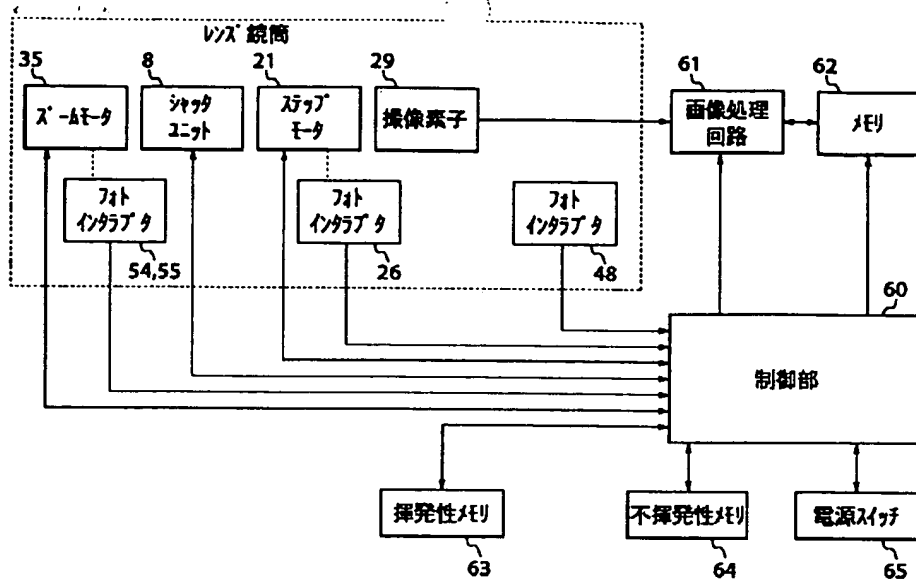 レンズ鏡筒
35
8
21
29
61
62
ズームモータ
シャッタ
ユニット
ステップ
モータ
撮像素子
画像処理
回路
メモリ
フォト
インタラプタ
フォト
インタラプタ
フォト
インタラプタ
54,55
26
48
60
制御部
揮発性メモリ
不揮発性メモリ
電源スイッチ
63
64
65